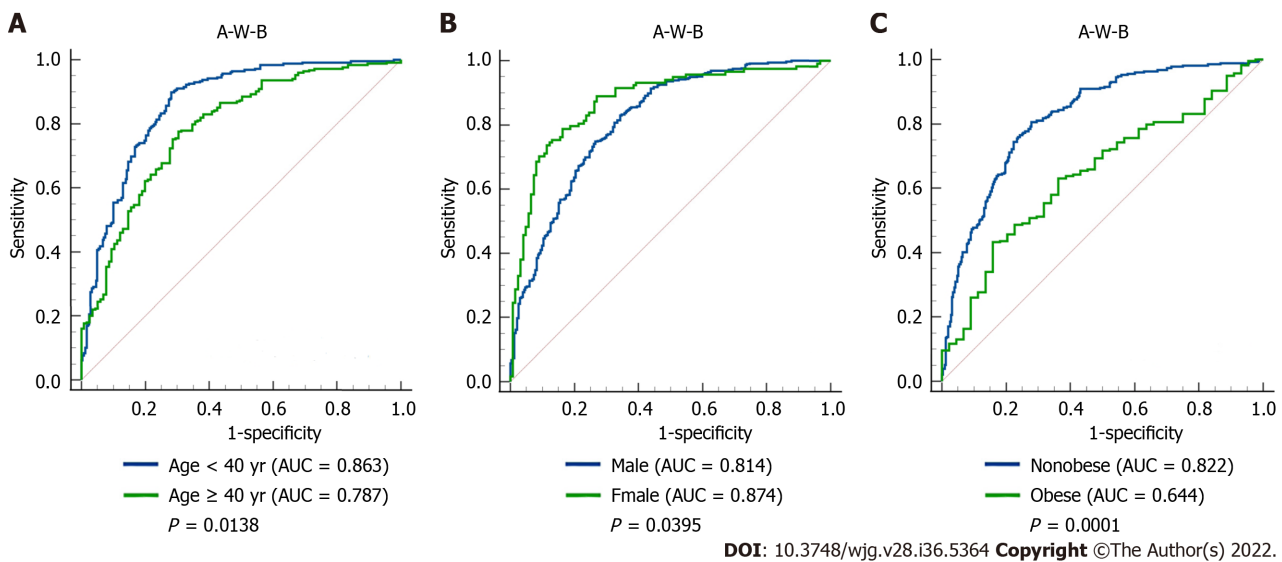 A
A-W-B
1.0
0.8
0.6
0.4
0.2
0.0
Sensitivity
0.2 0.4 0.6 0.8 1.0
1-specificity
Age < 40 yr (AUC = 0.863)
Age ≥ 40 yr (AUC = 0.787)
P = 0.0138
B
A-W-B
1.0
0.8
0.6
0.4
0.2
0.0
Sensitivity
0.2 0.4 0.6 0.8 1.0
1-specificity
Male (AUC = 0.814)
Fmale (AUC = 0.874)
P = 0.0395
C
A-W-B
1.0
0.8
0.6
0.4
0.2
0.0
Sensitivity
0.2 0.4 0.6 0.8 1.0
1-specificity
Nonobese (AUC = 0.822)
Obese (AUC = 0.644)
P = 0.0001
DOI: 10.3748/wjg.v28.i36.5364 Copyright ©The Author(s) 2022.